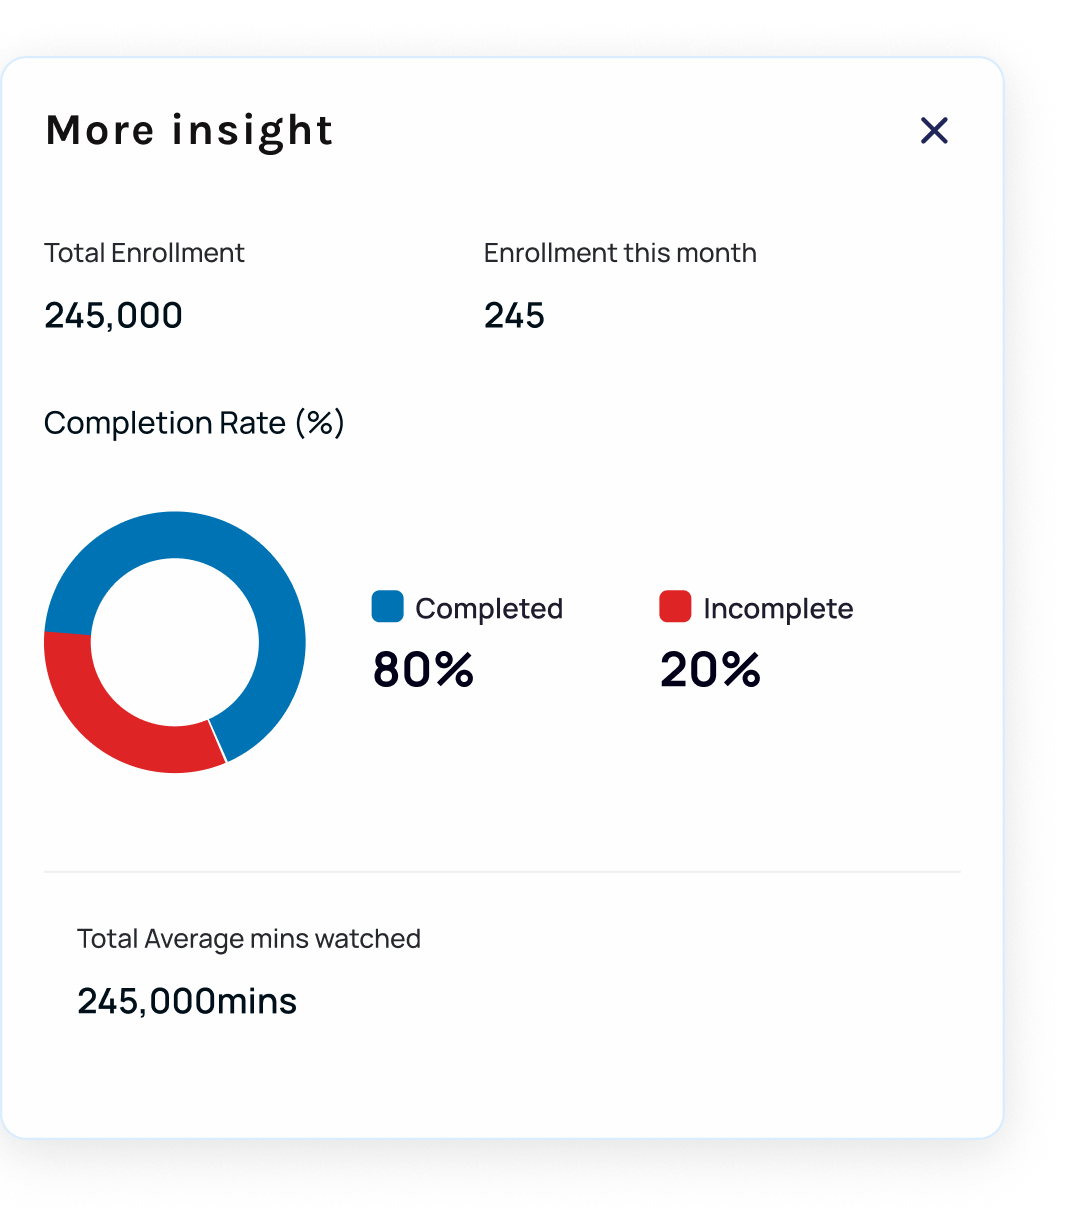 More insight
Total Enrollment
Enrollment this month
245,000
245
Completion Rate (%)
Completed
Incomplete
80%
20%
Total Average mins watched
245,000mins